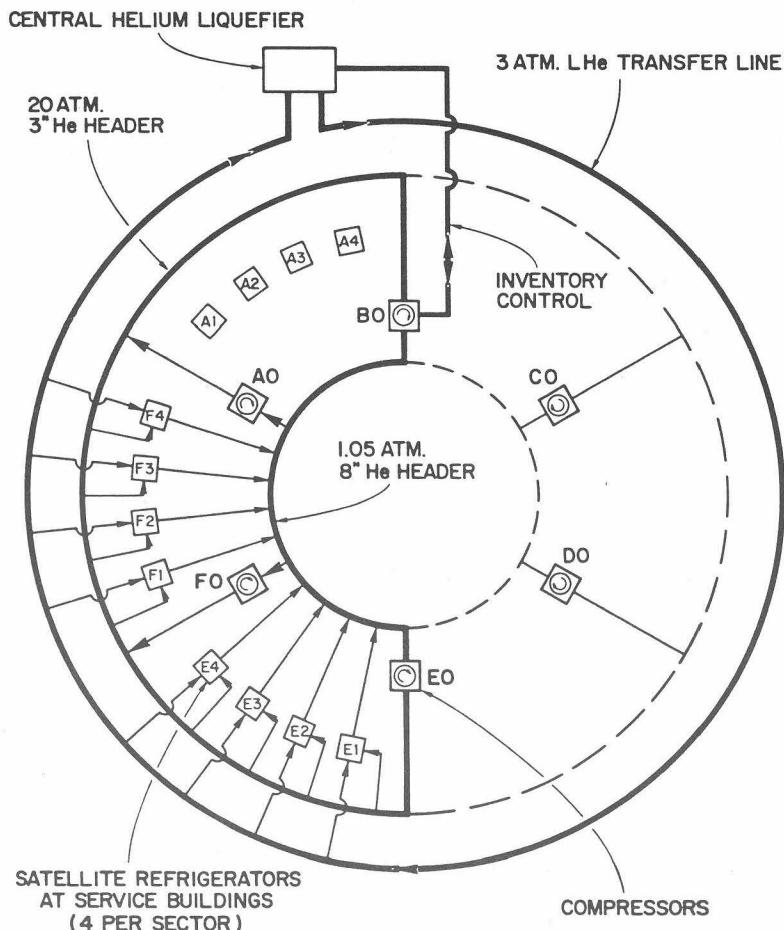 CENTRAL HELIUM LIQUEFIER
3 ATM. LHe TRANSFER LINE
20 ATM.
3" He HEADER
A4
A3
A2
A1
INVENTORY
CONTROL
BO
AO
CO
F4
1.05 ATM.
8" He HEADER
F3
F2
F1
FO
DO
E4
EO
E3
E2
E1
SATELLITE REFRIGERATORS
AT SERVICE BUILDINGS
(4 PER SECTOR)
COMPRESSORS